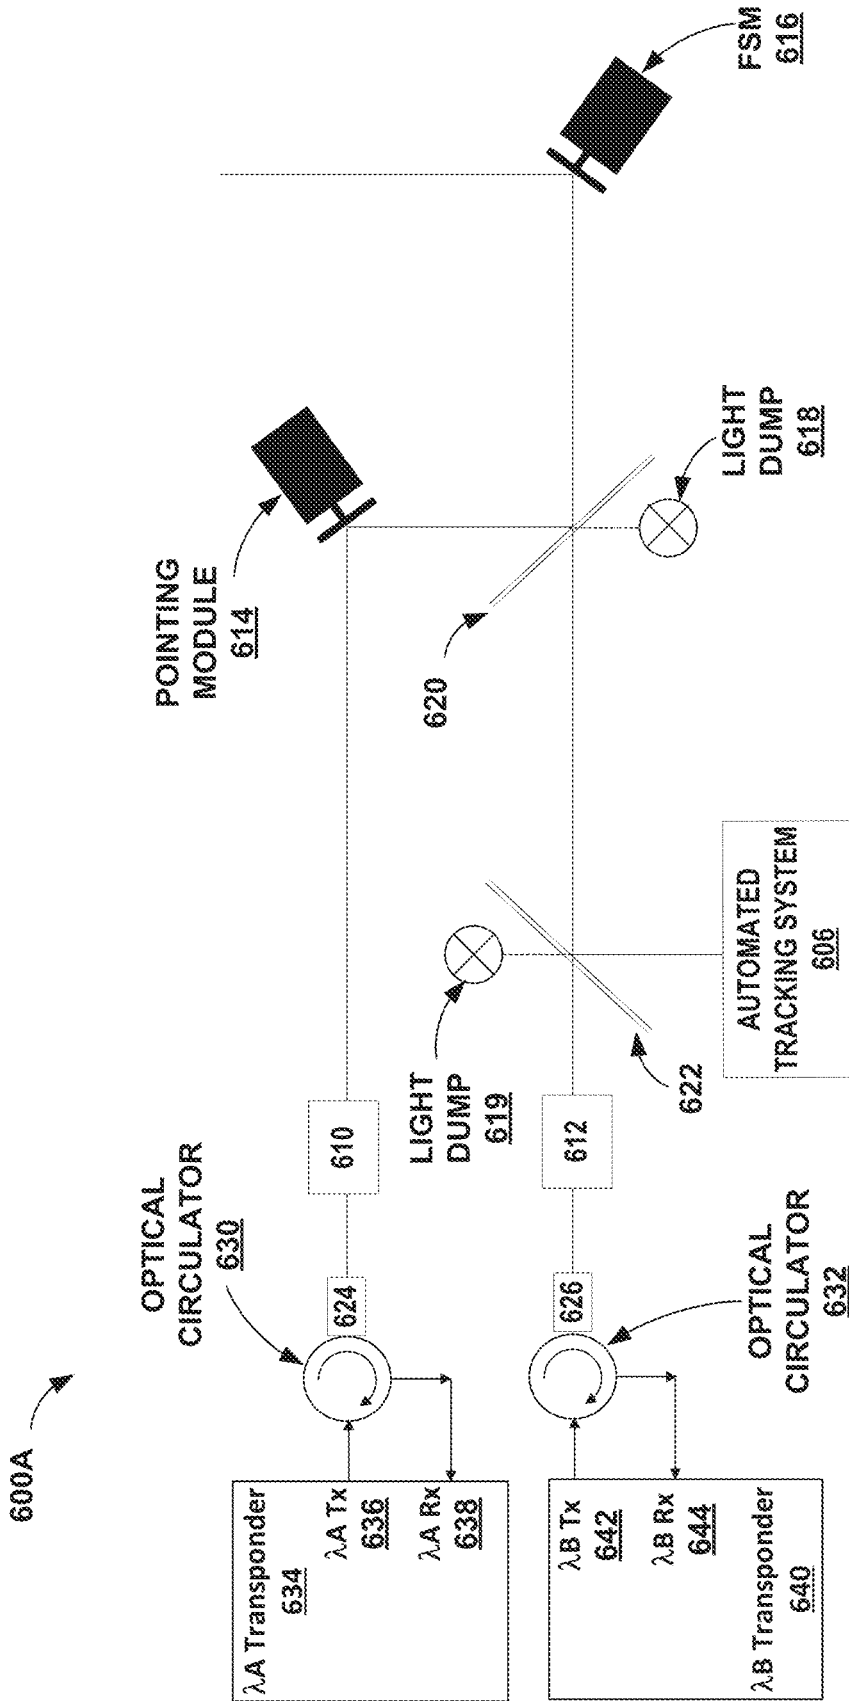 600A
λA Transponder
634
λA Tx
636
λA Rx
638
OPTICAL
CIRCULATOR
630
624
610
POINTING
MODULE
614
λB Tx
642
λB Rx
644
λB Transponder
640
626
612
OPTICAL
CIRCULATOR
632
LIGHT
DUMP
619
622
AUTOMATED
TRACKING SYSTEM
606
620
LIGHT
DUMP
618
FSM
616